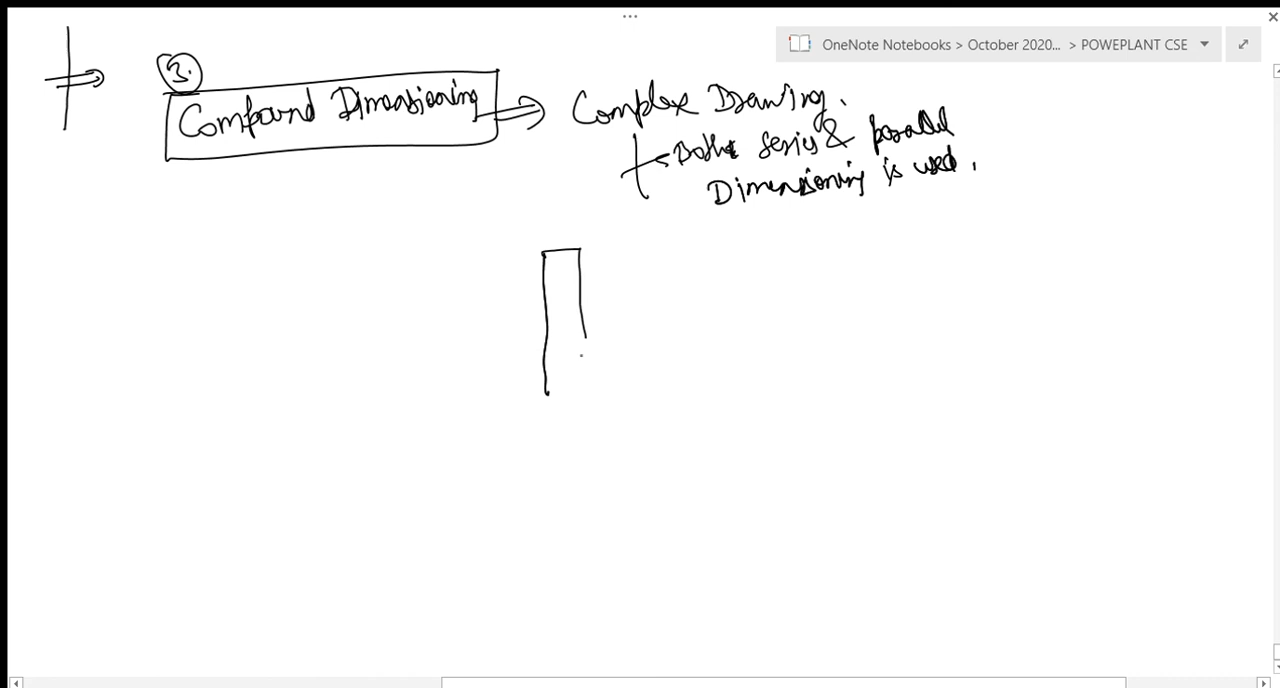 ...
OneNote Notebooks > October 2020... > POWEPLANT CSE
3.
Compound Dimensioning
Complex Drawing.
Both series & parallel
Dimensioning is used.